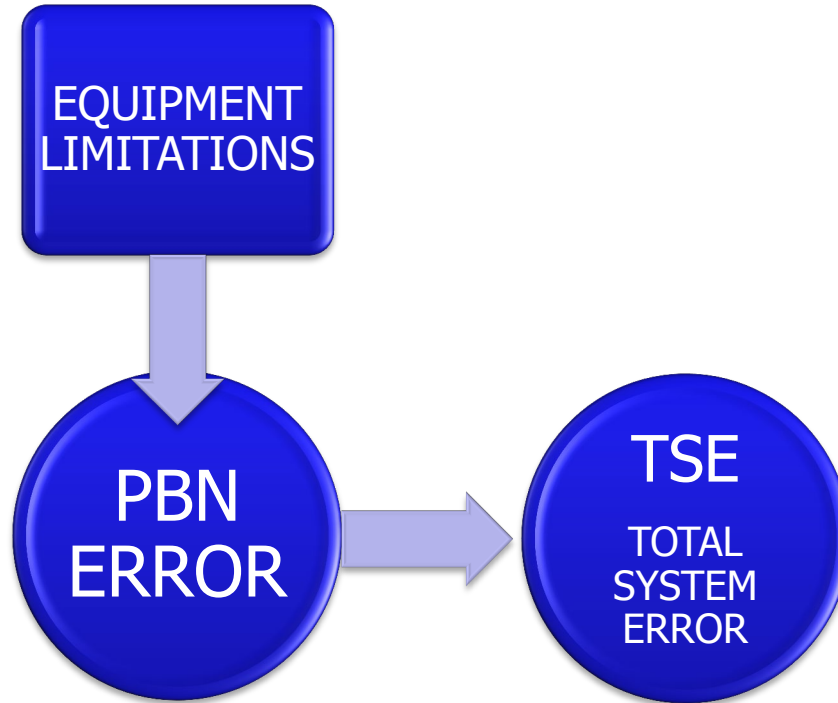 EQUIPMENT
LIMITATIONS
PBN
ERROR
TSE
TOTAL
SYSTEM
ERROR